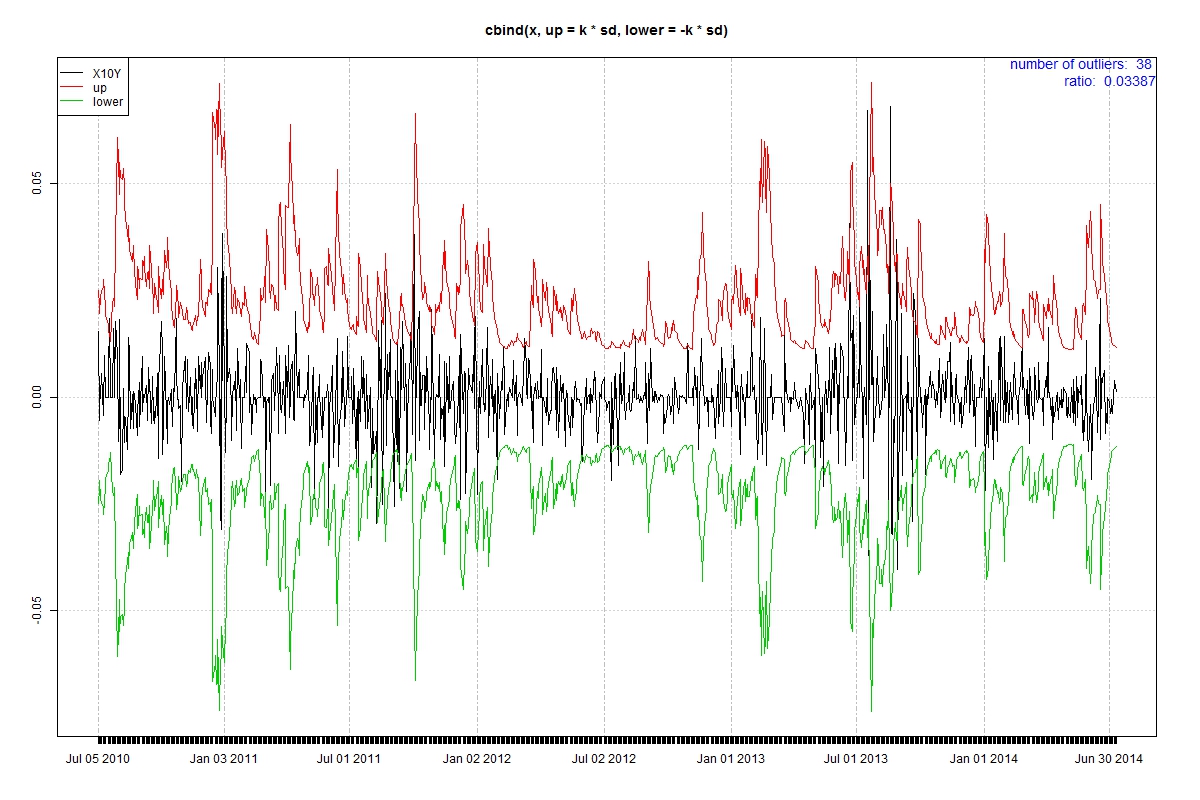 cbind(x, up = k * sd, lower = -k * sd)
X10Y
up
lower
number of outliers: 38
ratio: 0.03387
0.05
0.00
-0.05
Jul 05 2010 Jan 03 2011 Jul 01 2011 Jan 02 2012 Jul 02 2012 Jan 01 2013 Jul 01 2013 Jan 01 2014 Jun 30 2014